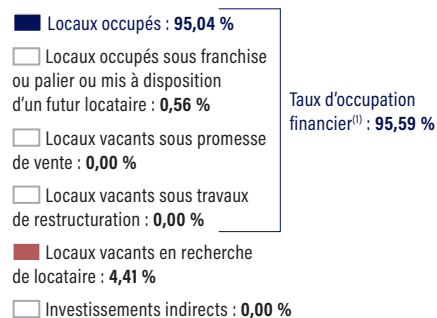 Locaux occupés : 95,04 %
Locaux occupés sous franchise
ou palier ou mis à disposition
d'un futur locataire : 0,56 %
Locaux vacants sous promesse
de vente : 0,00 %
Locaux vacants sous travaux
de restructuration : 0,00 %
Taux d'occupation
financier(1) : 95,59 %
Locaux vacants en recherche
de locataire : 4,41 %
Investissements indirects : 0,00 %